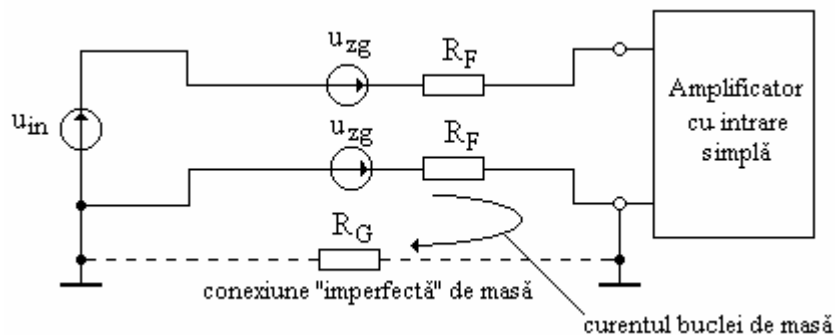 u_zg
R_F
Amplificator
cu intrare
simplă
u_in
u_zg
R_F
R_G
conexiune "imperfectă" de masă
curentul buclei de masă